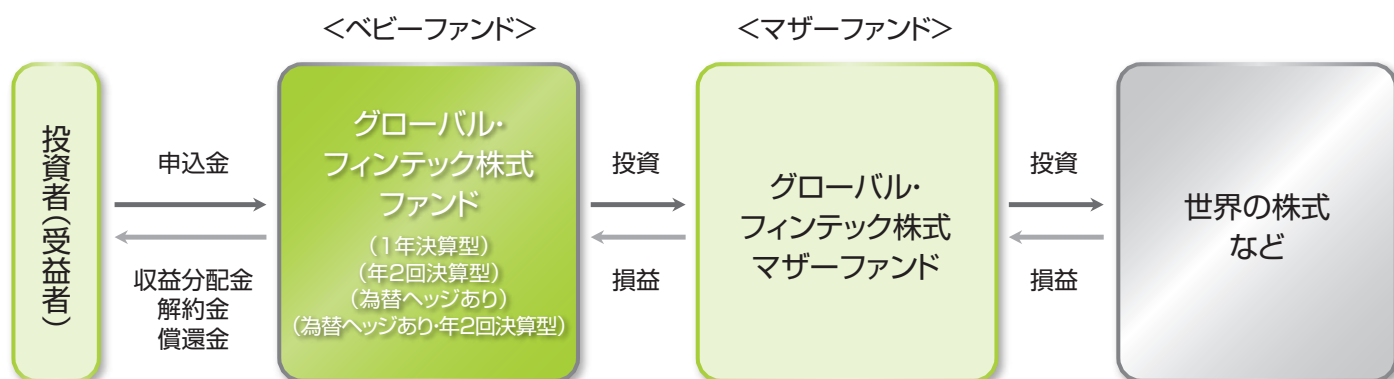 <ベビーファンド>
<マザーファンド>
投資者(受益者)
申込金
収益分配金
解約金
償還金
グローバル・
フィンテック株式
ファンド
(1年決算型)
(年2回決算型)
(為替ヘッジあり)
(為替ヘッジあり・年2回決算型)
投資
損益
グローバル・
フィンテック株式
マザーファンド
投資
損益
世界の株式
など